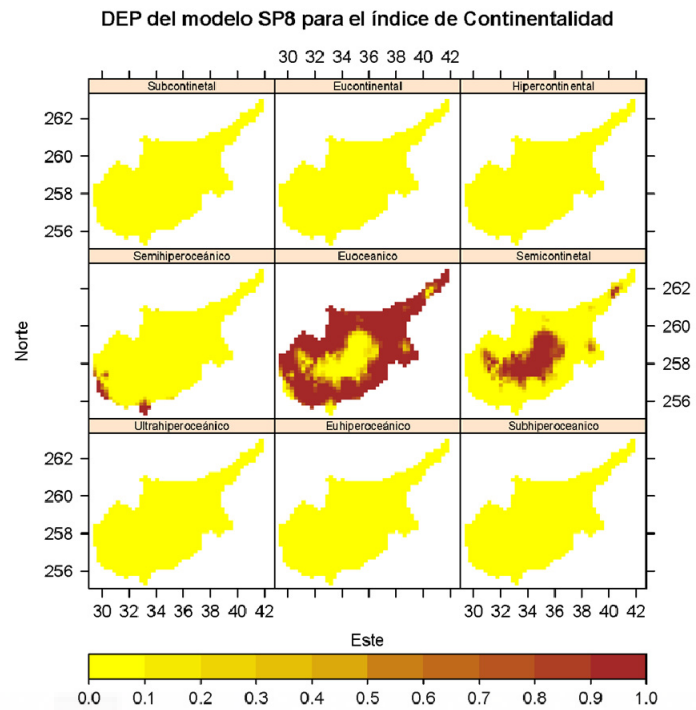 DEP del modelo SP8 para el índice de Continentalidad
30 32 34 36 38 40 42
Subcontinetal Eucontinental Hipercontinental
262
260
258
256
Semihiperoceánico Euoceanico Semicontinetal
262
260
258
256
Norte
Ultrahiperoceánico Euhiperoceánico Subhiperoceanico
262
260
258
256
30 32 34 36 38 40 42 30 32 34 36 38 40 42
Este
0.0 0.1 0.2 0.3 0.4 0.5 0.6 0.7 0.8 0.9 1.0